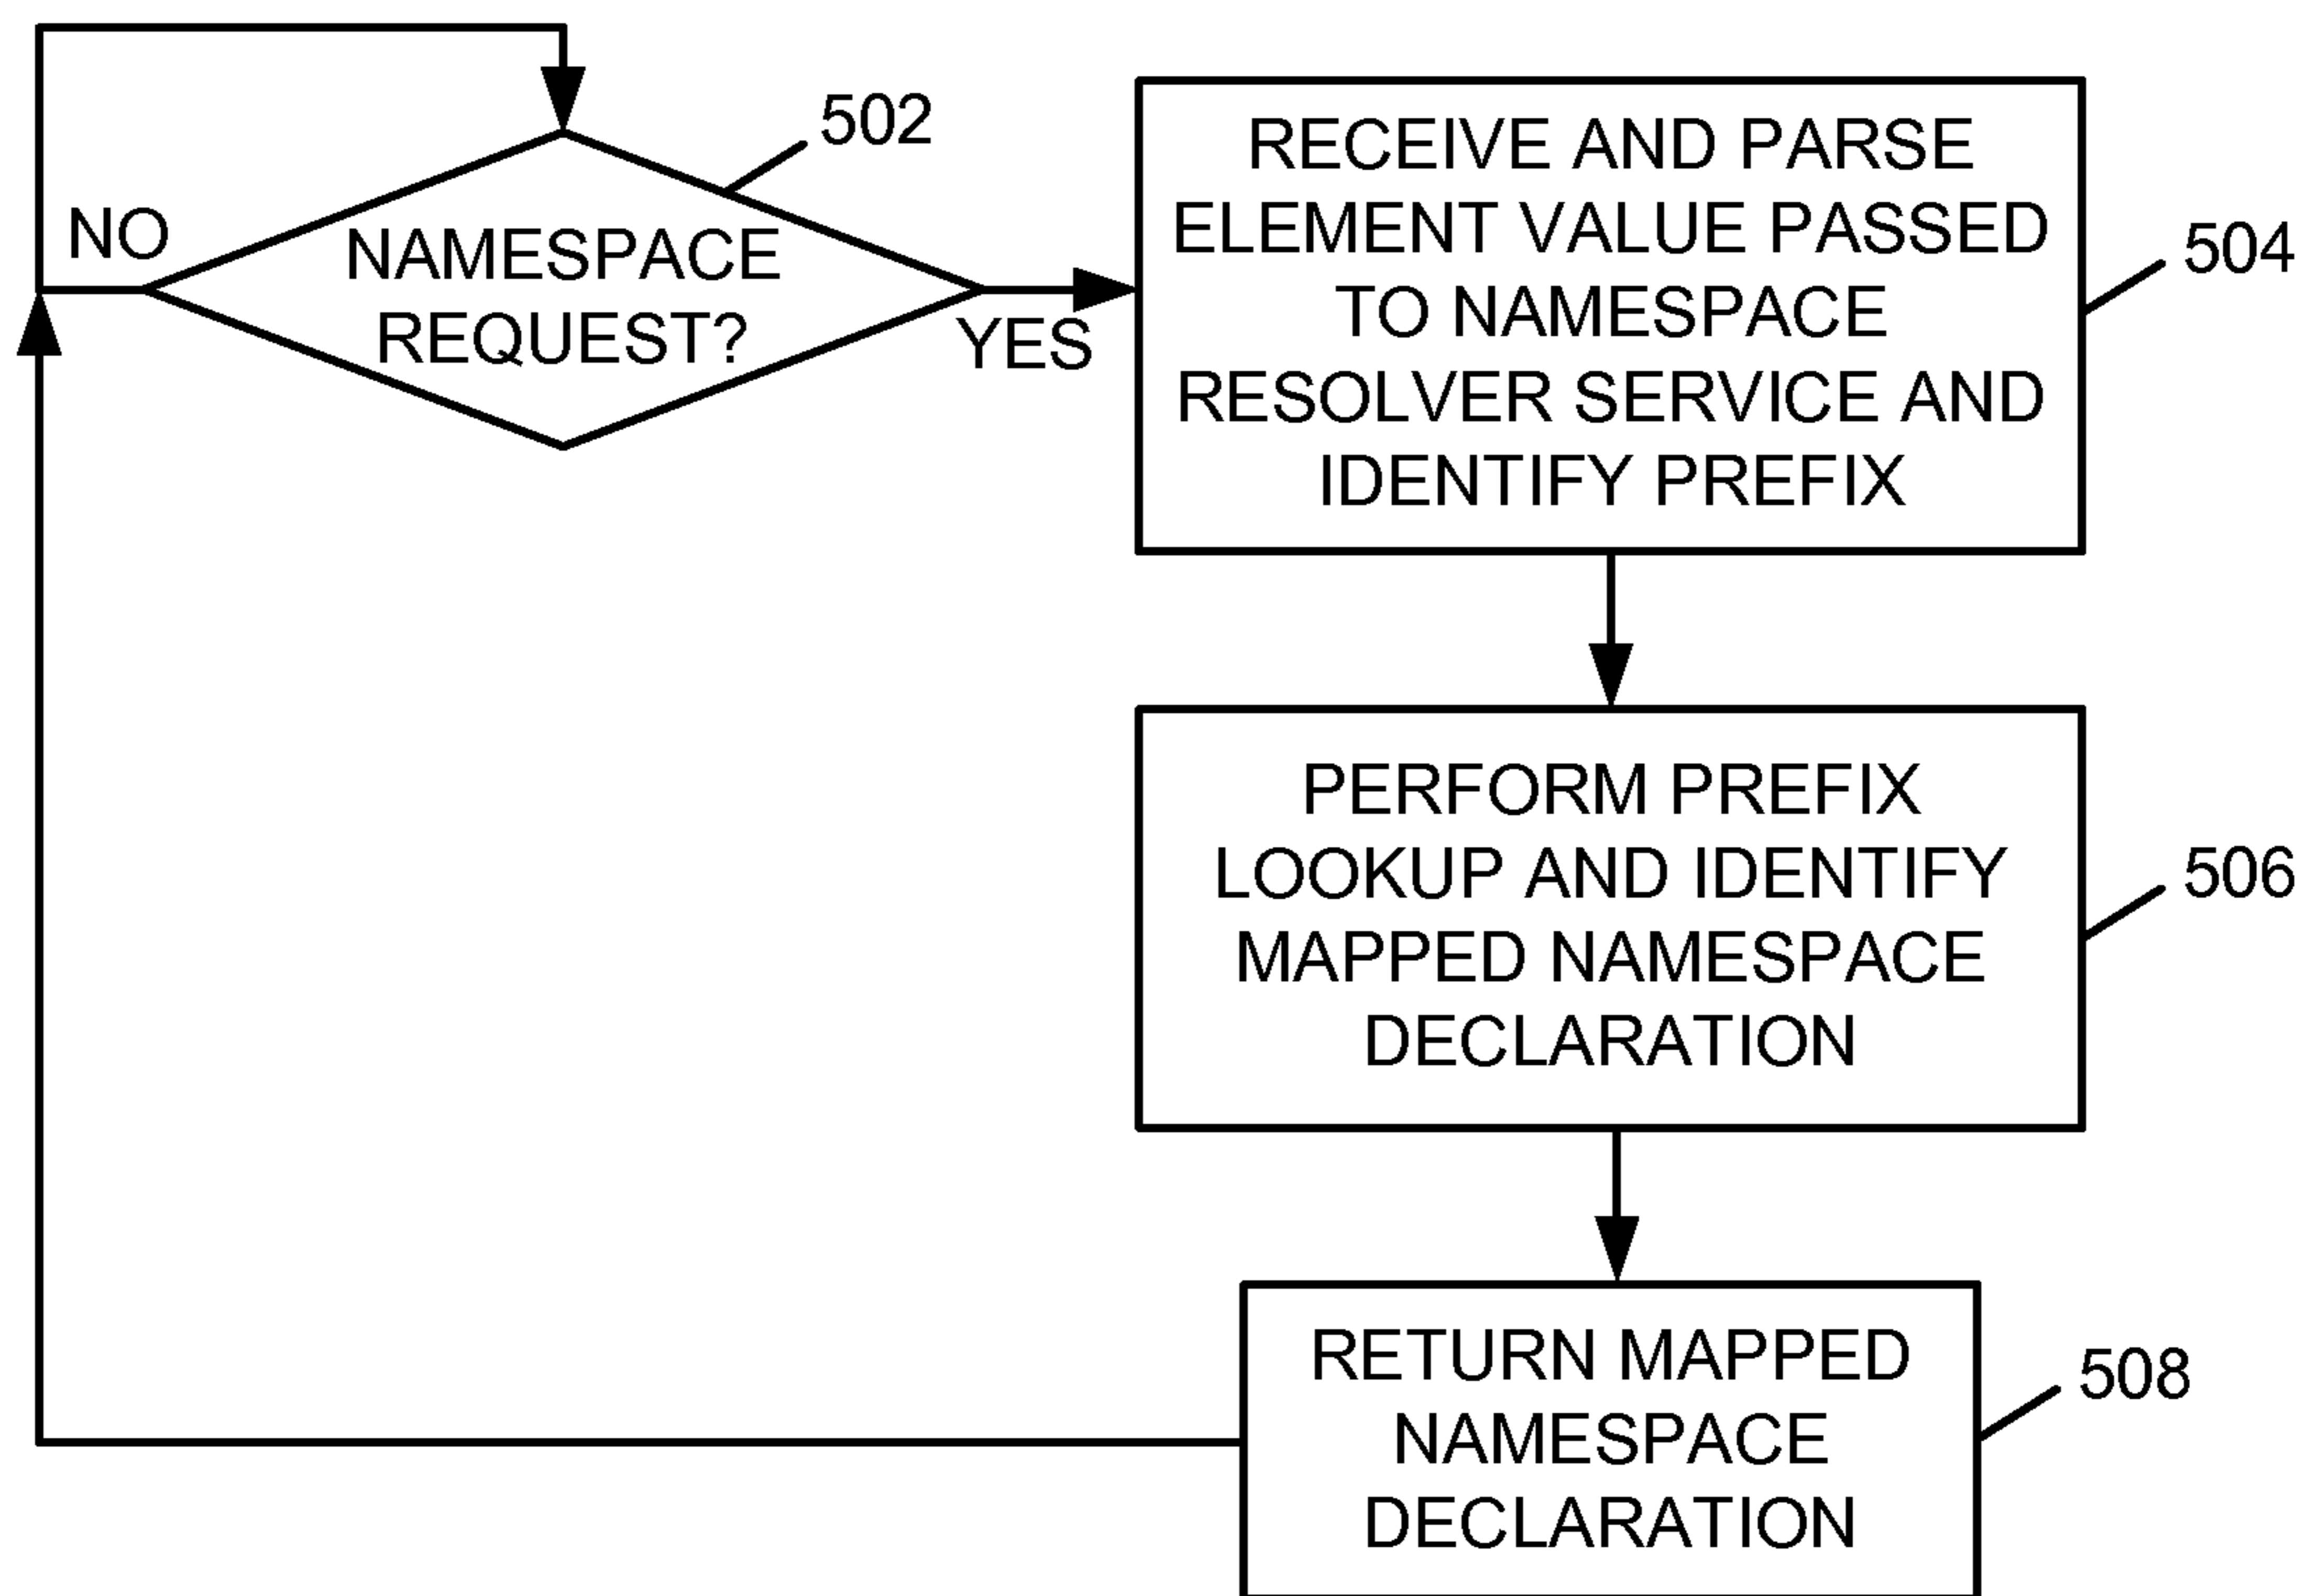 502
NO
NAMESPACE
REQUEST?
YES
RECEIVE AND PARSE
ELEMENT VALUE PASSED
TO NAMESPACE
RESOLVER SERVICE AND
IDENTIFY PREFIX
504
PERFORM PREFIX
LOOKUP AND IDENTIFY
MAPPED NAMESPACE
DECLARATION
506
RETURN MAPPED
NAMESPACE
DECLARATION
508